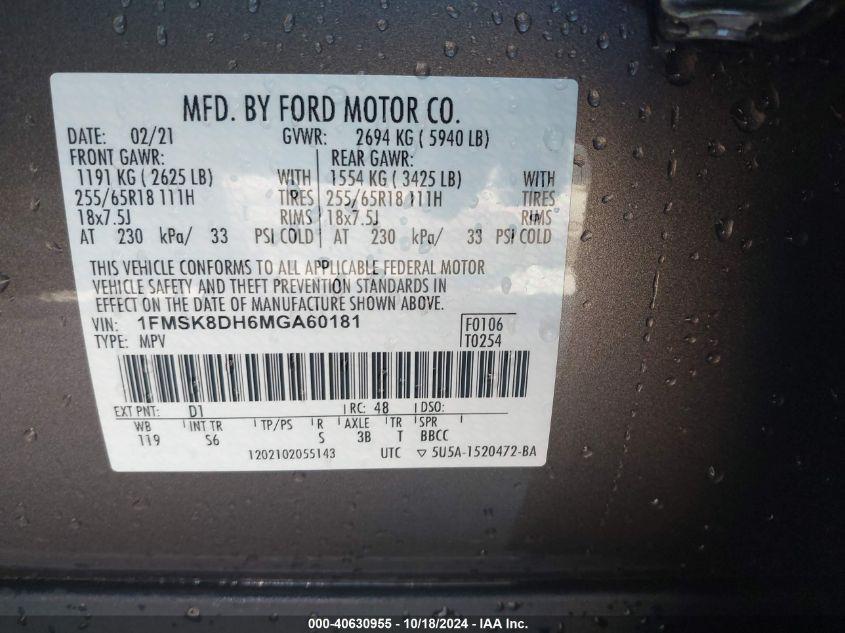 MFD. BY FORD MOTOR CO.
DATE: 02/21 GVWR: 2694 KG ( 5940 LB)
FRONT GAWR: REAR GAWR:
1191 KG ( 2625 LB) WITH 1554 KG ( 3425 LB) WITH
255/65R18 111H TIRES 255/65R18 111H TIRES
18x7.5J RIMS 18x7.5J RIMS
AT 230 kPa/ 33 PSI COLD AT 230 kPa/ 33 PSI COLD
THIS VEHICLE CONFORMS TO ALL APPLICABLE FEDERAL MOTOR
VEHICLE SAFETY AND THEFT PREVENTION STANDARDS IN
EFFECT ON THE DATE OF MANUFACTURE SHOWN ABOVE.
VIN: 1FMSK8DH6MGA60181 F0106
TYPE: MPV T0254
EXT PNT: D1 RC: 48 DSO:
WB INT TR TP/PS R AXLE TR SPR
119 S6 S 3B T BBCC
1202102055143 UTC ▽ 5U5A-1520472-BA
000-40630955 - 10/18/2024 - IAAI.COM